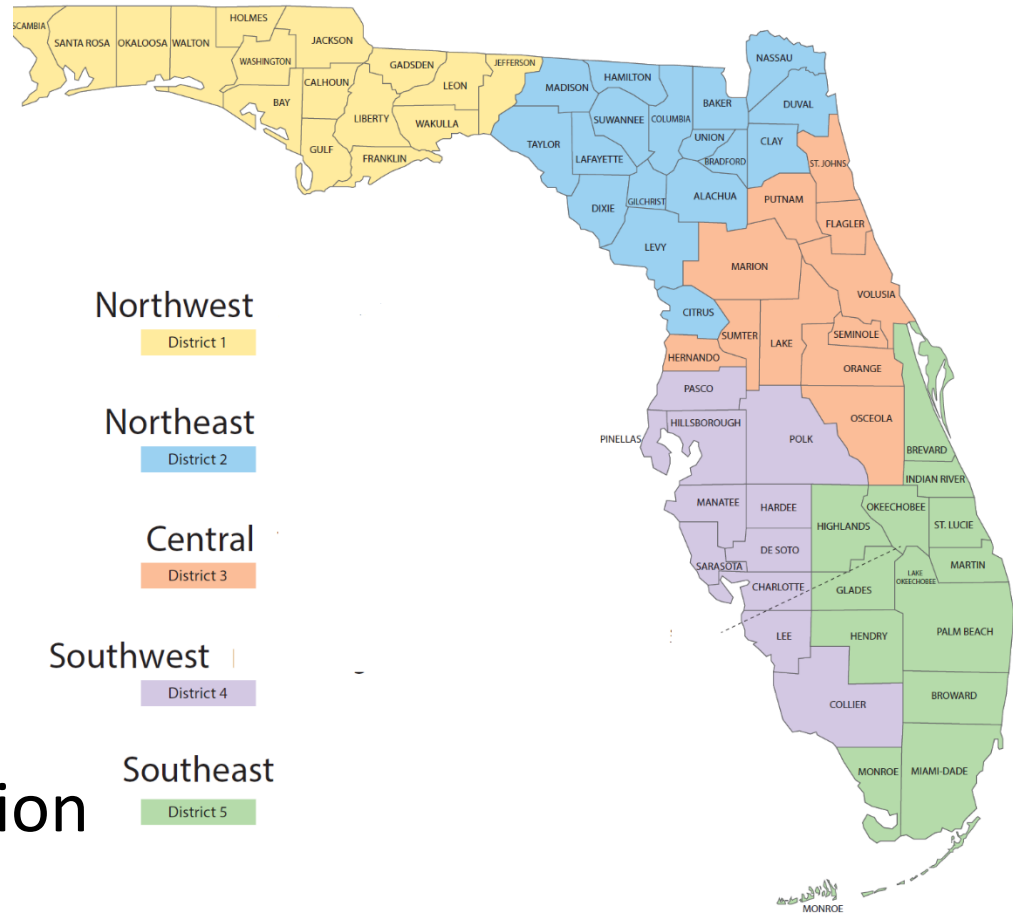 SCAMBIA
SANTA ROSA
OKALOOSA
WALTON
HOLMES
WASHINGTON
JACKSON
BAY
CALHOUN
GULF
LIBERTY
GADSDEN
FRANKLIN
LEON
WAKULLA
JEFFERSON
MADISON
TAYLOR
HAMILTON
SUWANNEE
LAFAYETTE
DIXIE
COLUMBIA
GILCHRIST
LEVY
BAKER
UNION
BRADFORD
ALACHUA
NASSAU
DUVAL
CLAY
CITRUS
ST. JOHNS
PUTNAM
FLAGLER
MARION
VOLUSIA
SUMTER
LAKE
SEMINOLE
HERNANDO
ORANGE
OSCEOLA
PASCO
HILLSBOROUGH
PINELLAS
POLK
BREVARD
INDIAN RIVER
MANATEE
HARDEE
HIGHLANDS
OKEECHOBEE
ST. LUCIE
DE SOTO
SARASOTA
MARTIN
LAKE
OKEECHOBEE
CHARLOTTE
GLADES
LEE
HENDRY
PALM BEACH
COLLIER
BROWARD
MONROE
MIAMI-DADE
MONROE
Northwest
District 1
Northeast
District 2
Central
District 3
Southwest
District 4
Southeast
District 5
ion